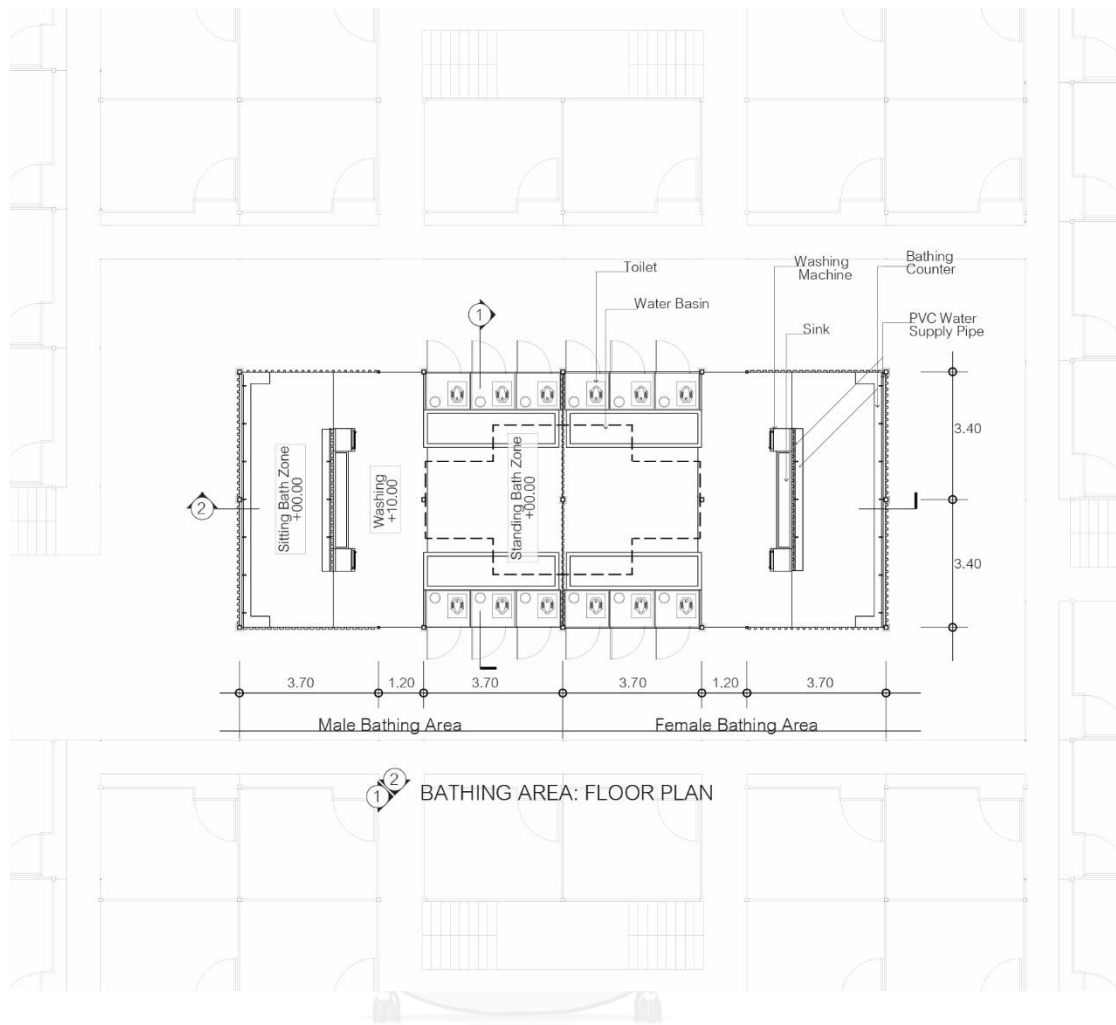 Toilet
Washing
Machine
Bathing
Counter
Water Basin
Sink
PVC Water
Supply Pipe
1
3.40
Sitting Bath Zone
+00.00
Washing
+10.00
Standing Bath Zone
+00.00
2
3.40
3.70
1.20
3.70
3.70
1.20
3.70
Male Bathing Area
Female Bathing Area
2
1
BATHING AREA: FLOOR PLAN